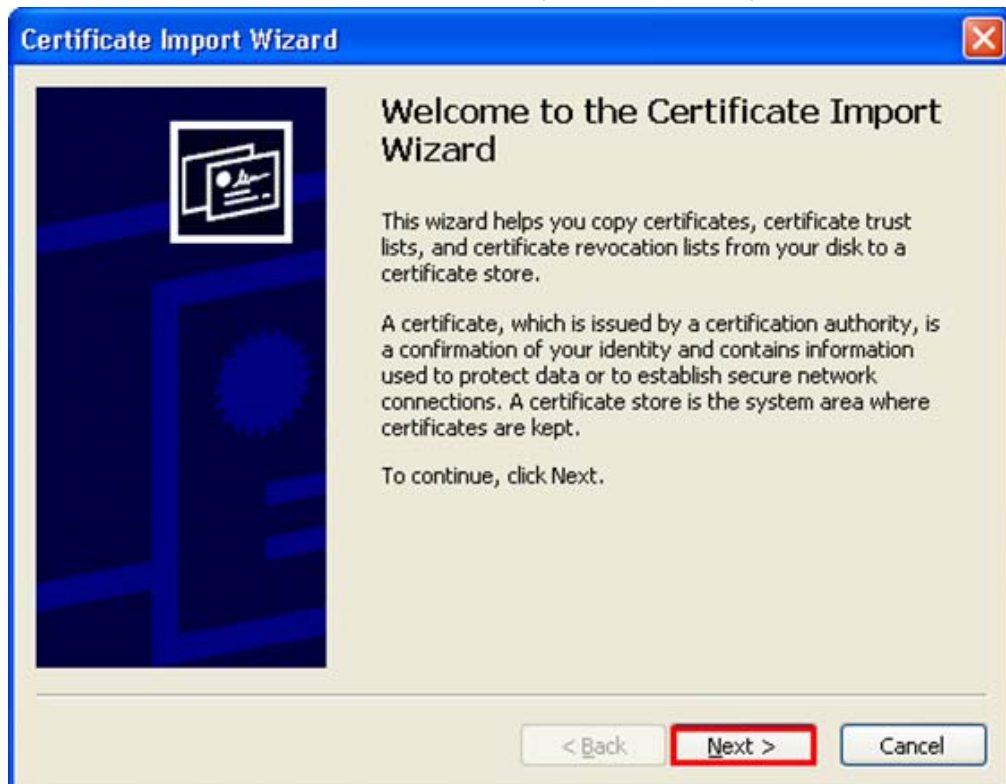 Certificate Import Wizard
Welcome to the Certificate Import
Wizard
This wizard helps you copy certificates, certificate trust
lists, and certificate revocation lists from your disk to a
certificate store.
A certificate, which is issued by a certification authority, is
a confirmation of your identity and contains information
used to protect data or to establish secure network
connections. A certificate store is the system area where
certificates are kept.
To continue, click Next.
< Back Next > Cancel